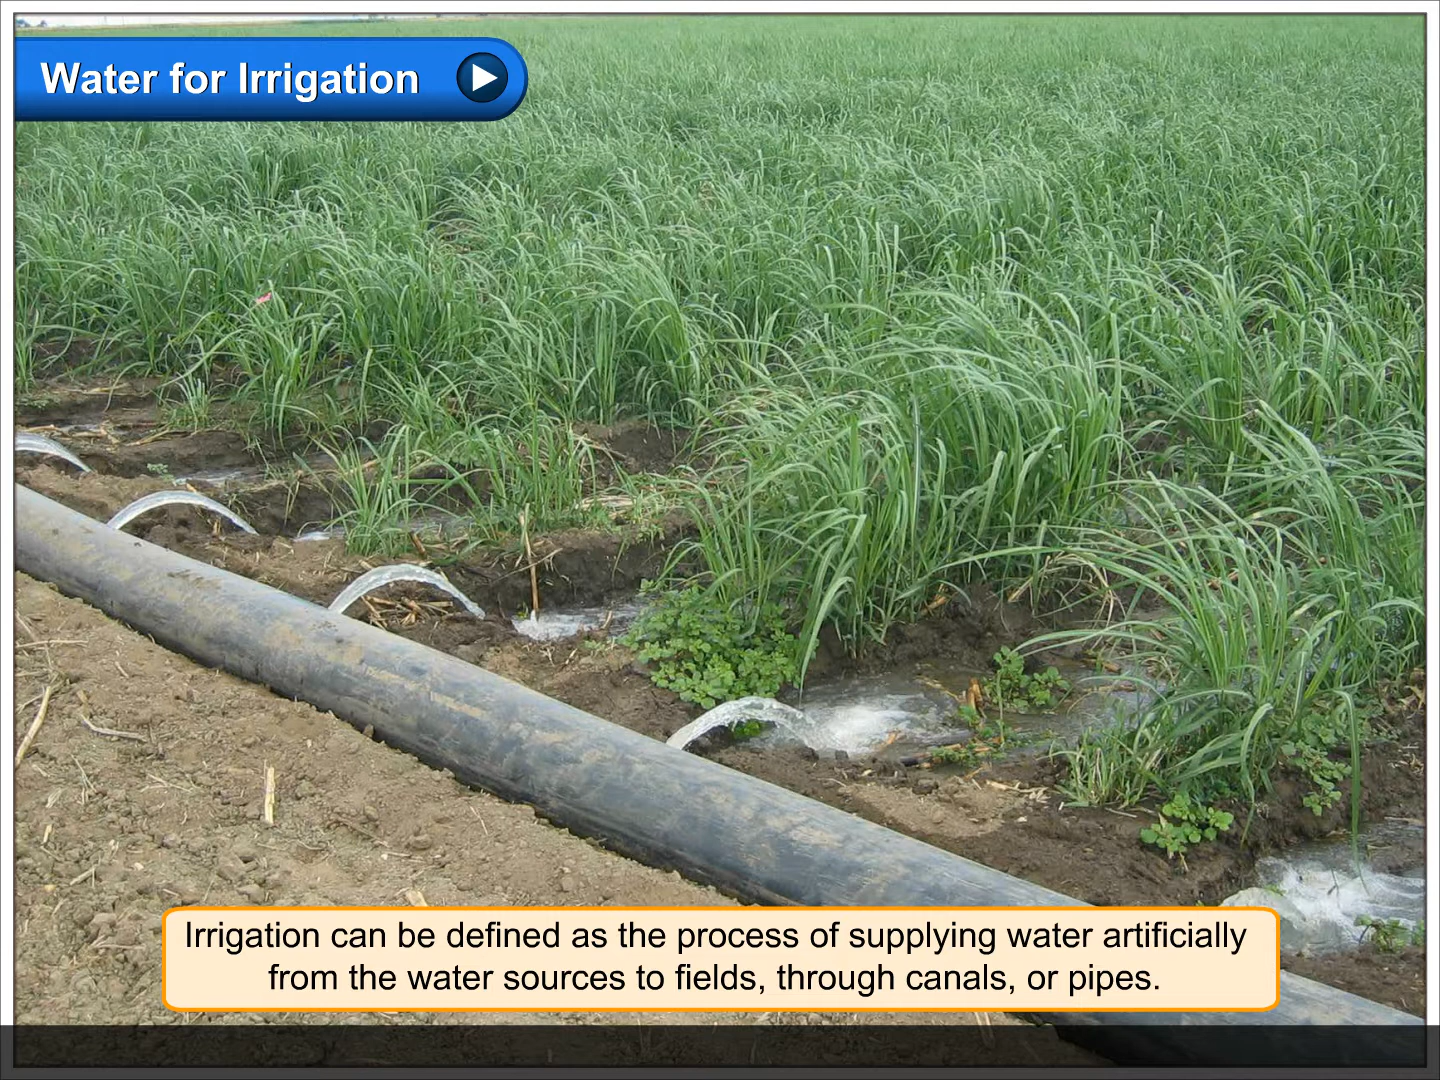 Water for Irrigation
Irrigation can be defined as the process of supplying water artificially
from the water sources to fields, through canals, or pipes.